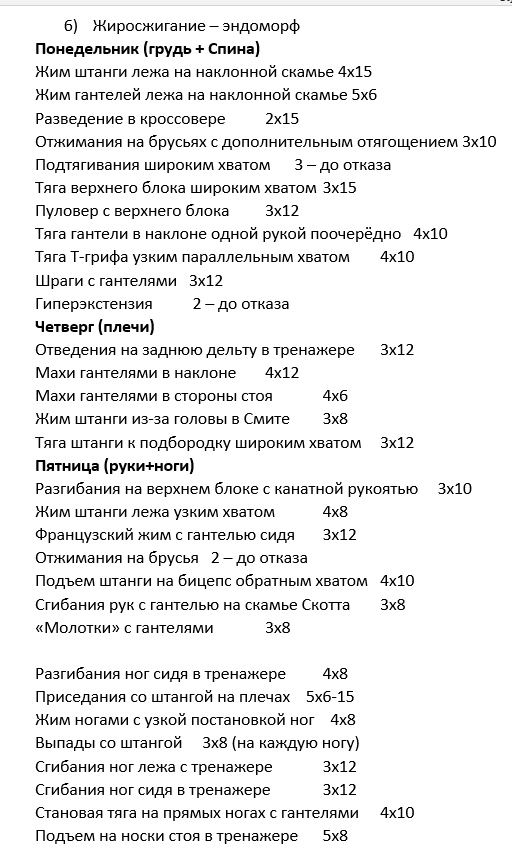 6) Жиросжигание – эндоморф
Понедельник (грудь + Спина)
Жим штанги лежа на наклонной скамье 4х15
Жим гантелей лежа на наклонной скамье 5х6
Разведение в кроссовере 2х15
Отжимания на брусьях с дополнительным отягощением 3х10
Подтягивания широким хватом 3 – до отказа
Тяга верхнего блока широким хватом 3х15
Пуловер с верхнего блока 3х12
Тяга гантели в наклоне одной рукой поочерёдно 4х10
Тяга Т-грифа узким параллельным хватом 4х10
Шраги с гантелями 3х12
Гиперэкстензия 2 – до отказа
Четверг (плечи)
Отведения на заднюю дельту в тренажере 3х12
Махи гантелями в наклоне 4х12
Махи гантелями в стороны стоя 4х6
Жим штанги из-за головы в Смите 3х8
Тяга штанги к подбородку широким хватом 3х12
Пятница (руки+ноги)
Разгибания на верхнем блоке с канатной рукоятью 3х10
Жим штанги лежа узким хватом 4х8
Французский жим с гантелью сидя 3х12
Отжимания на брусья 2 – до отказа
Подъем штанги на бицепс обратным хватом 4х10
Сгибания рук с гантелью на скамье Скотта 3х8
«Молотки» с гантелями 3х8
Разгибания ног сидя в тренажере 4х8
Приседания со штангой на плечах 5х6-15
Жим ногами с узкой постановкой ног 4х8
Выпады со штангой 3х8 (на каждую ногу)
Сгибания ног лежа с тренажере 3х12
Сгибания ног сидя в тренажере 3х12
Становая тяга на прямых ногах с гантелями 4х10
Подъем на носки стоя в тренажере 5х8